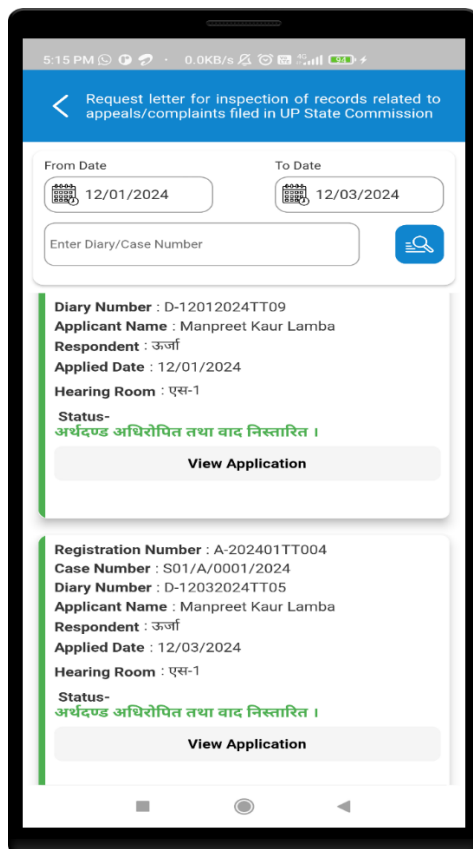 5:15 PM 0.0KB/s 4G 94
Request letter for inspection of records related to
appeals/complaints filed in UP State Commission
From Date To Date
12/01/2024 12/03/2024
Enter Diary/Case Number
Diary Number : D-12012024TT09
Applicant Name : Manpreet Kaur Lamba
Respondent : ऊर्जा
Applied Date : 12/01/2024
Hearing Room : एस-1
Status-
अर्थदण्ड अधिरोपित तथा वाद निस्तारित ।
View Application
Registration Number : A-202401TT004
Case Number : S01/A/0001/2024
Diary Number : D-12032024TT05
Applicant Name : Manpreet Kaur Lamba
Respondent : ऊर्जा
Applied Date : 12/03/2024
Hearing Room : एस-1
Status-
अर्थदण्ड अधिरोपित तथा वाद निस्तारित ।
View Application